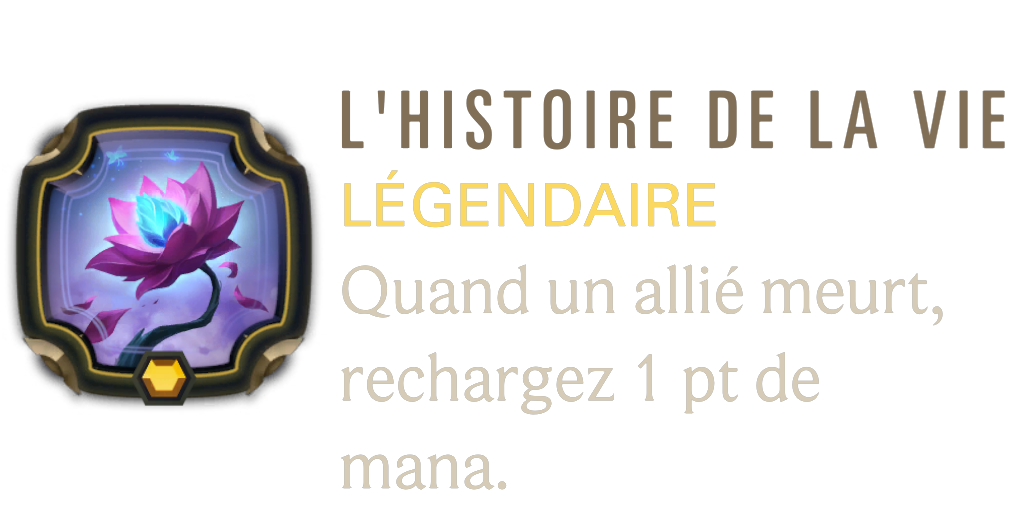 L'HISTOIRE DE LA VIE
LÉGENDAIRE
Quand un allié meurt,
rechargez 1 pt de
mana.